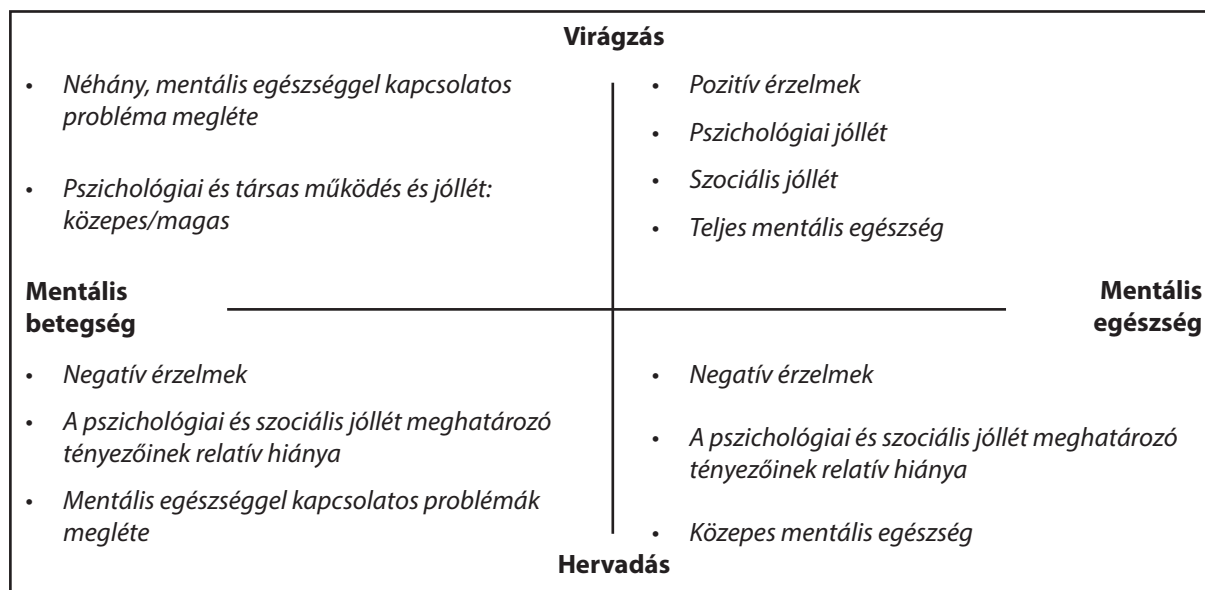 Virágzás
• Néhány, mentális egészséggel kapcsolatos
probléma megléte
• Pszichológiai és társas működés és jóllét:
közepes/magas
• Pozitív érzelmek
• Pszichológiai jóllét
• Szociális jóllét
• Teljes mentális egészség
Mentális
betegség
Mentális
egészség
• Negatív érzelmek
• A pszichológiai és szociális jóllét meghatározó
tényezőinek relatív hiánya
• Mentális egészséggel kapcsolatos problémák
megléte
• Negatív érzelmek
• A pszichológiai és szociális jóllét meghatározó
tényezőinek relatív hiánya
• Közepes mentális egészség
Hervadás